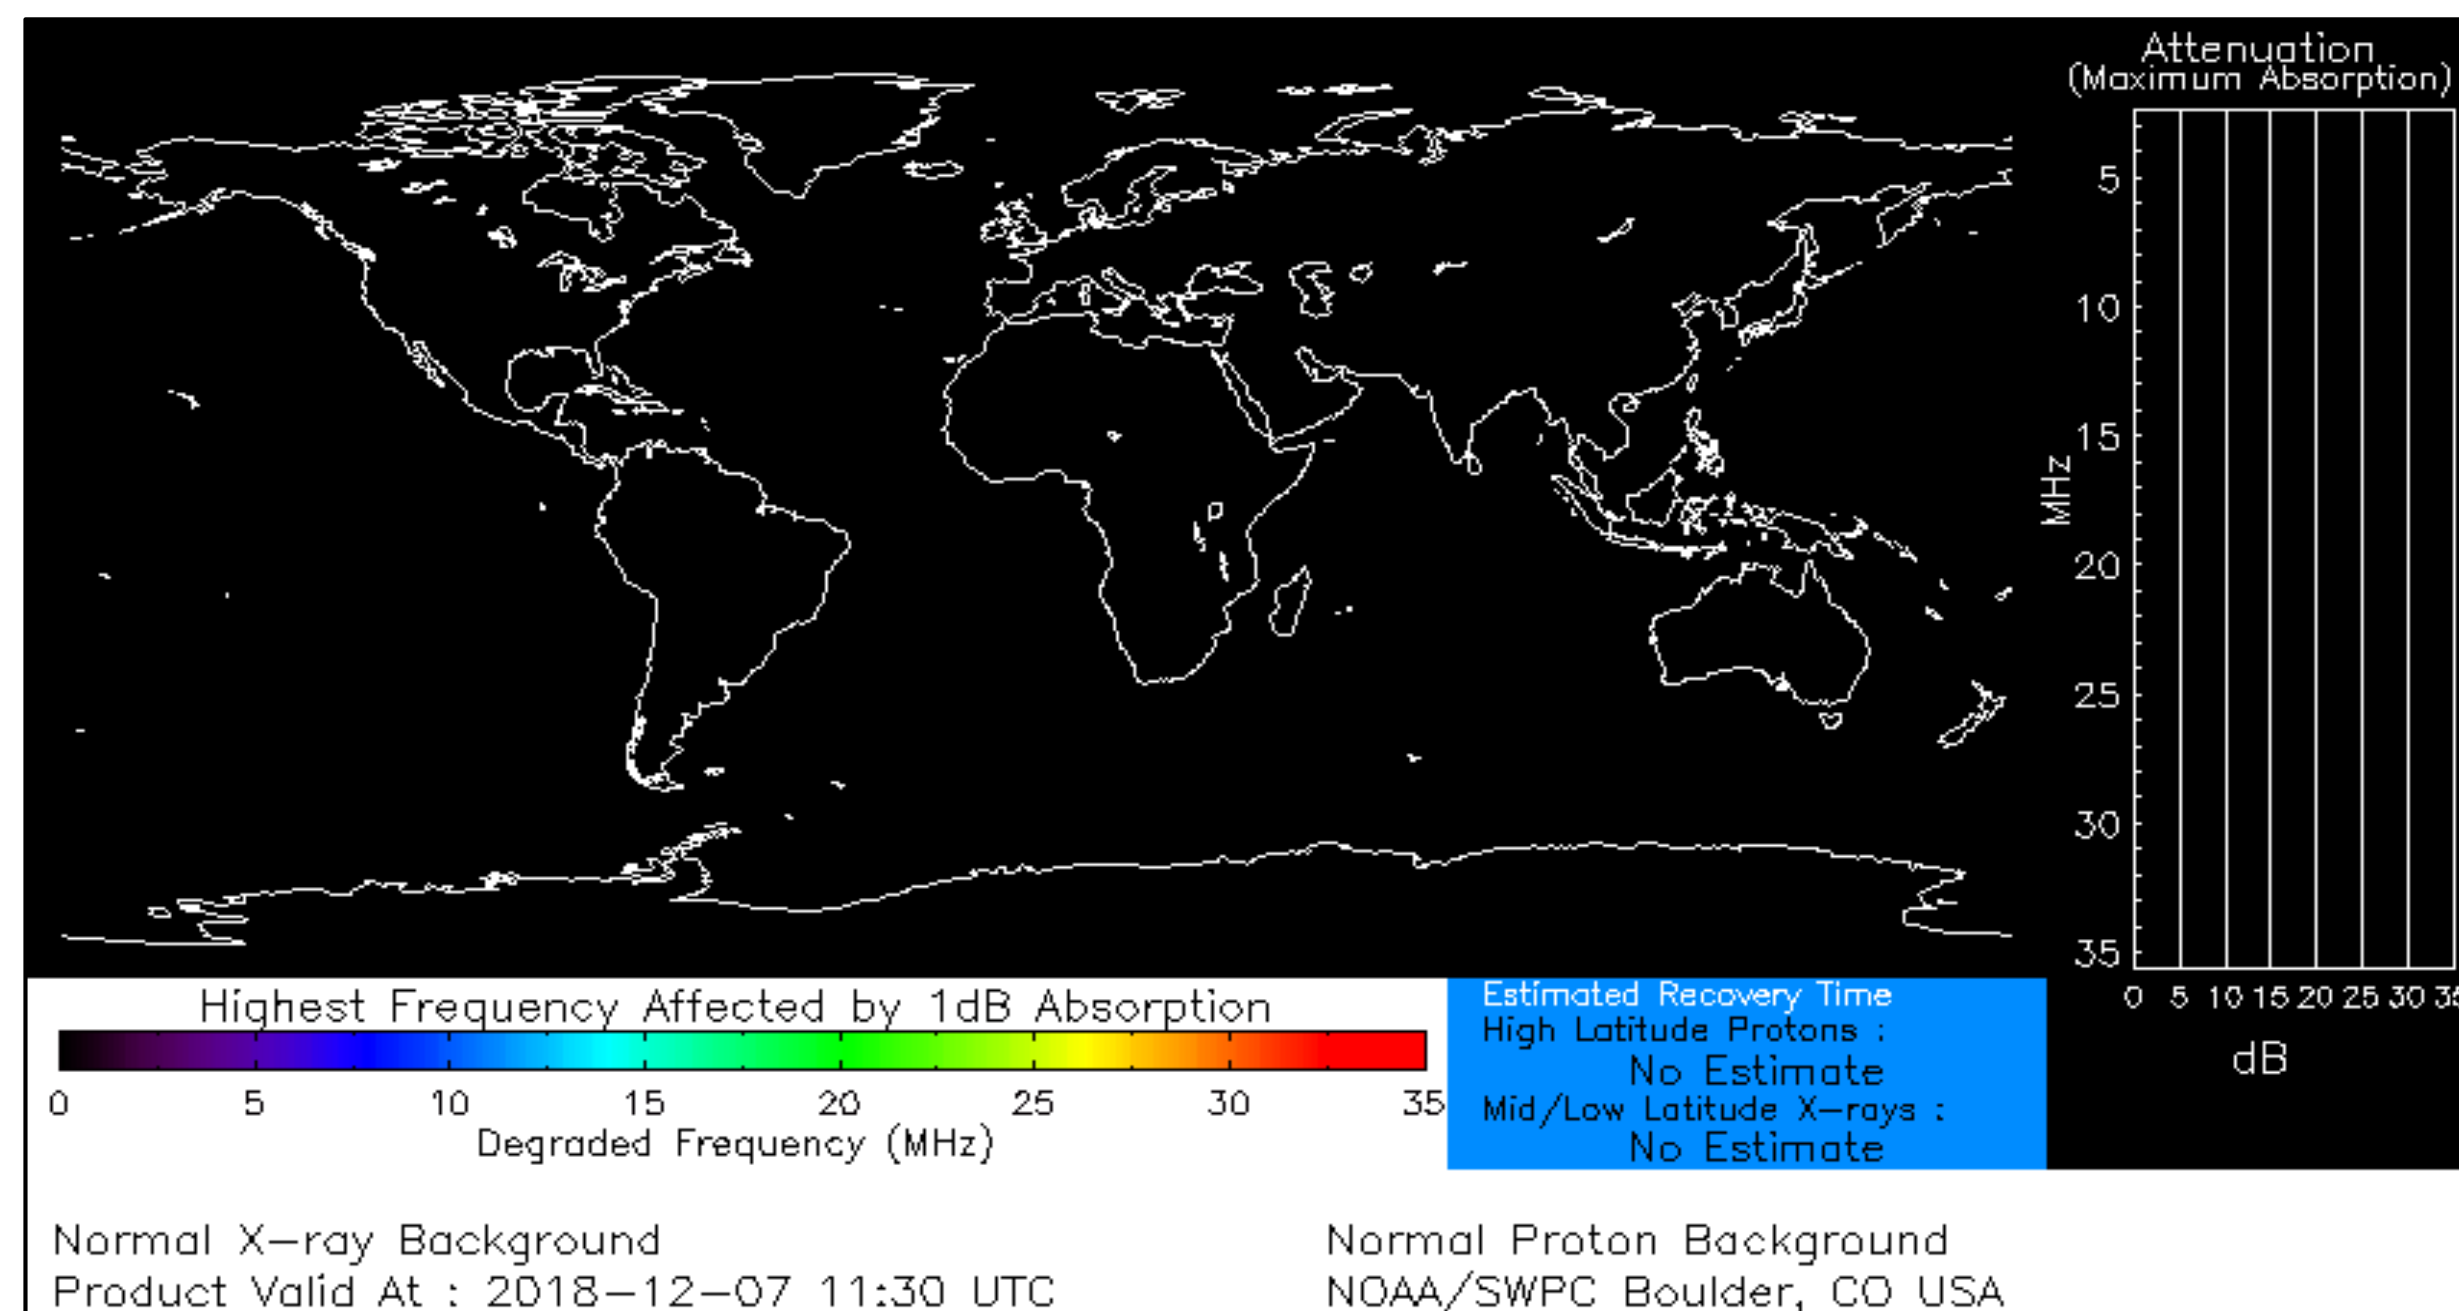 Attenuation
(Maximum Absorption)
5
10
15
20
25
30
35
MHz
0 5 10 15 20 25 30 35
dB
Highest Frequency Affected by 1dB Absorption
0 5 10 15 20 25 30 35
Degraded Frequency (MHz)
Estimated Recovery Time
High Latitude Protons :
No Estimate
Mid/Low Latitude X-rays :
No Estimate
Normal X-ray Background
Normal Proton Background
Product Valid At : 2018-12-07 11:30 UTC
NOAA/SWPC Boulder, CO USA